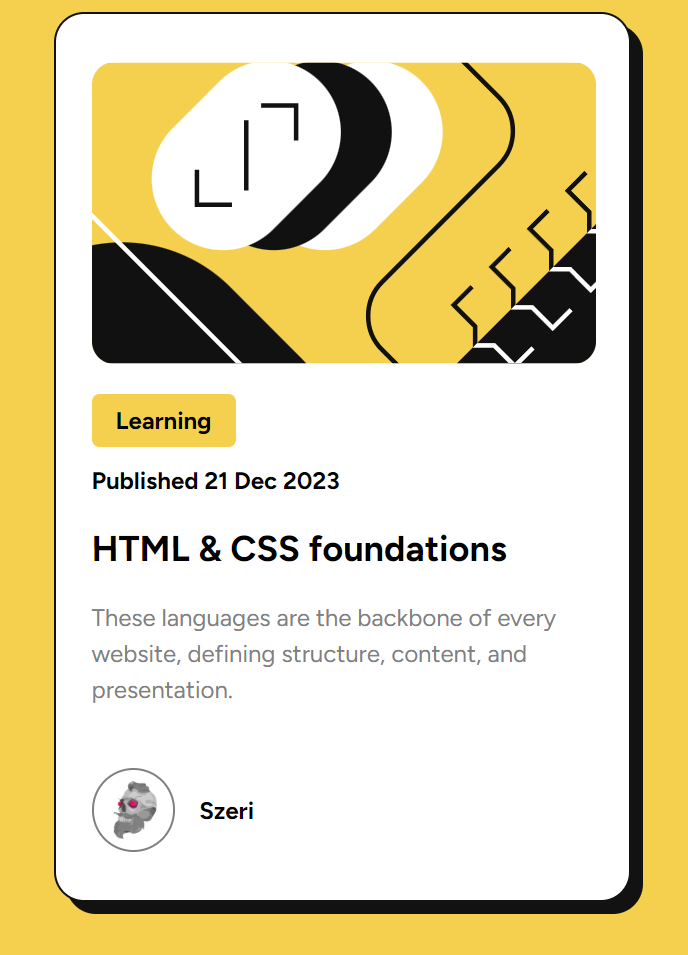 Learning
Published 21 Dec 2023
HTML & CSS foundations
These languages are the backbone of every
website, defining structure, content, and
presentation.
Szeri